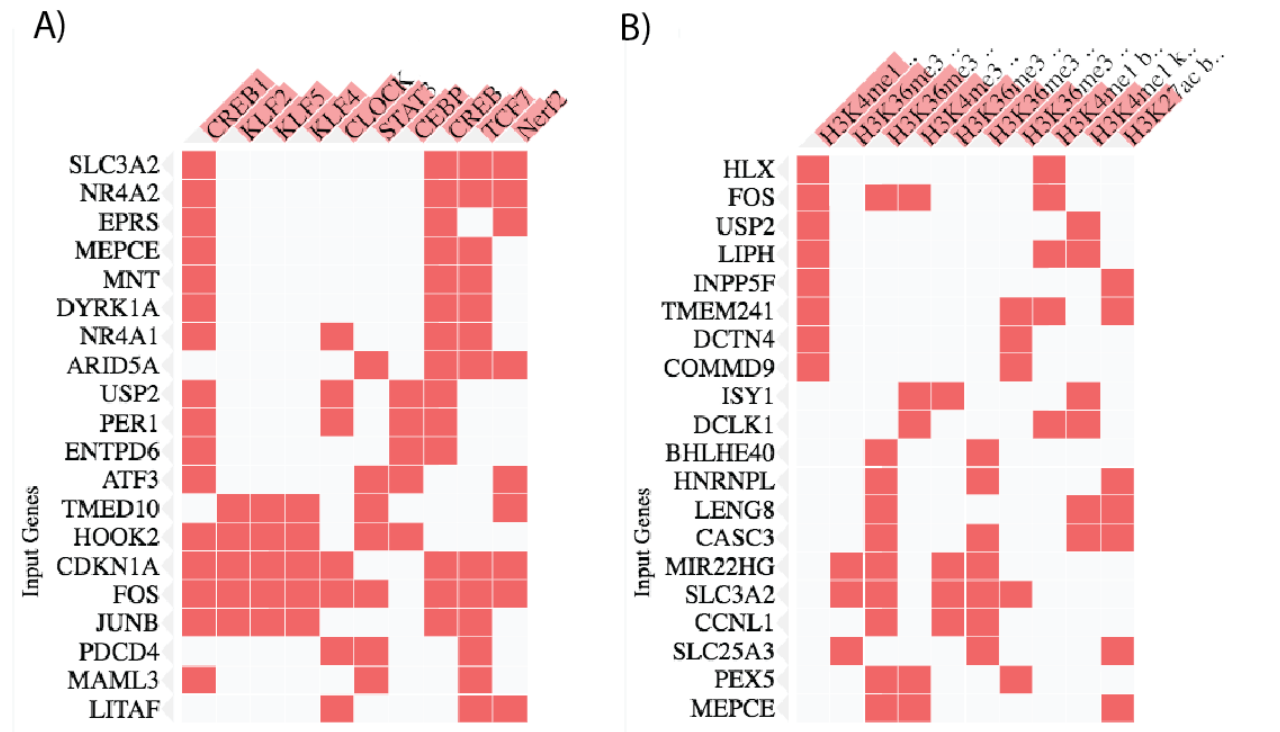 A)
CREB1
KLF2
KLF5
KLF4
CLOCK
STAT3
CEBP
CREB
TCF7
Nerf2
SLC3A2
NR4A2
EPRS
MEPCE
MNT
DYRK1A
NR4A1
ARID5A
USP2
PER1
ENTPD6
ATF3
TMED10
HOOK2
CDKN1A
FOS
JUNB
PDCD4
MAML3
LITAF
Input Genes
B)
H3K4me1 ..
H3K36me3 ..
H3K36me3 ..
H3K4me3 ..
H3K36me3 ..
H3K36me3 ..
H3K36me3 ..
H3K4me1 b..
H3K4me1 k..
H3K27ac b..
HLX
FOS
USP2
LIPH
INPP5F
TMEM241
DCTN4
COMMD9
ISY1
DCLK1
BHLHE40
HNRNPL
LENG8
CASC3
MIR22HG
SLC3A2
CCNL1
SLC25A3
PEX5
MEPCE
Input Genes